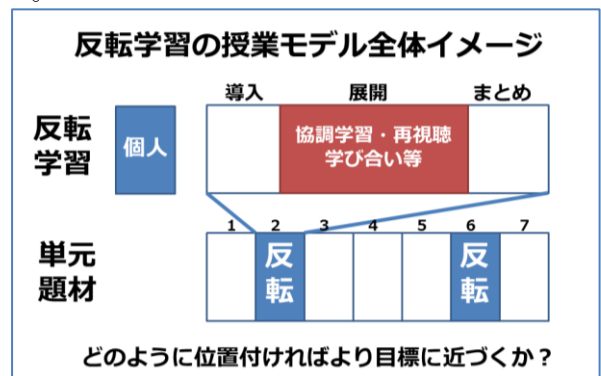 反転学習の授業モデル全体イメージ
導入 展開 まとめ
反転
学習
個人
協調学習・再視聴
学び合い等
1 2 3 4 5 6 7
単元
題材
反
転
反
転
どのように位置付ければより目標に近づくか？